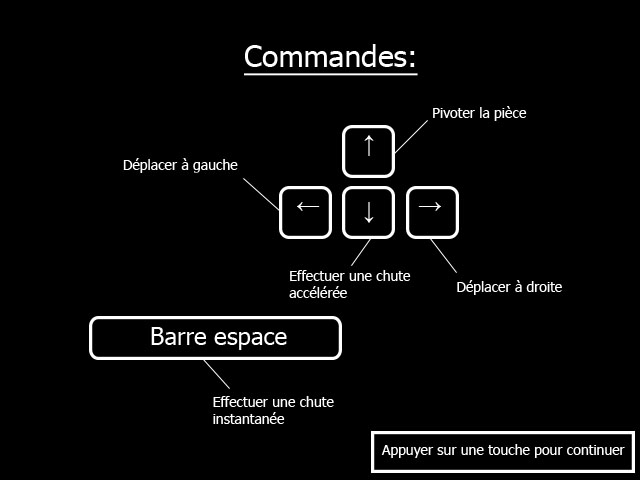 Commandes:
Pivoter la pièce
Déplacer à gauche
↑
← ↓ →
Effectuer une chute
accélérée
Déplacer à droite
Barre espace
Effectuer une chute
instantanée
Appuyer sur une touche pour continuer